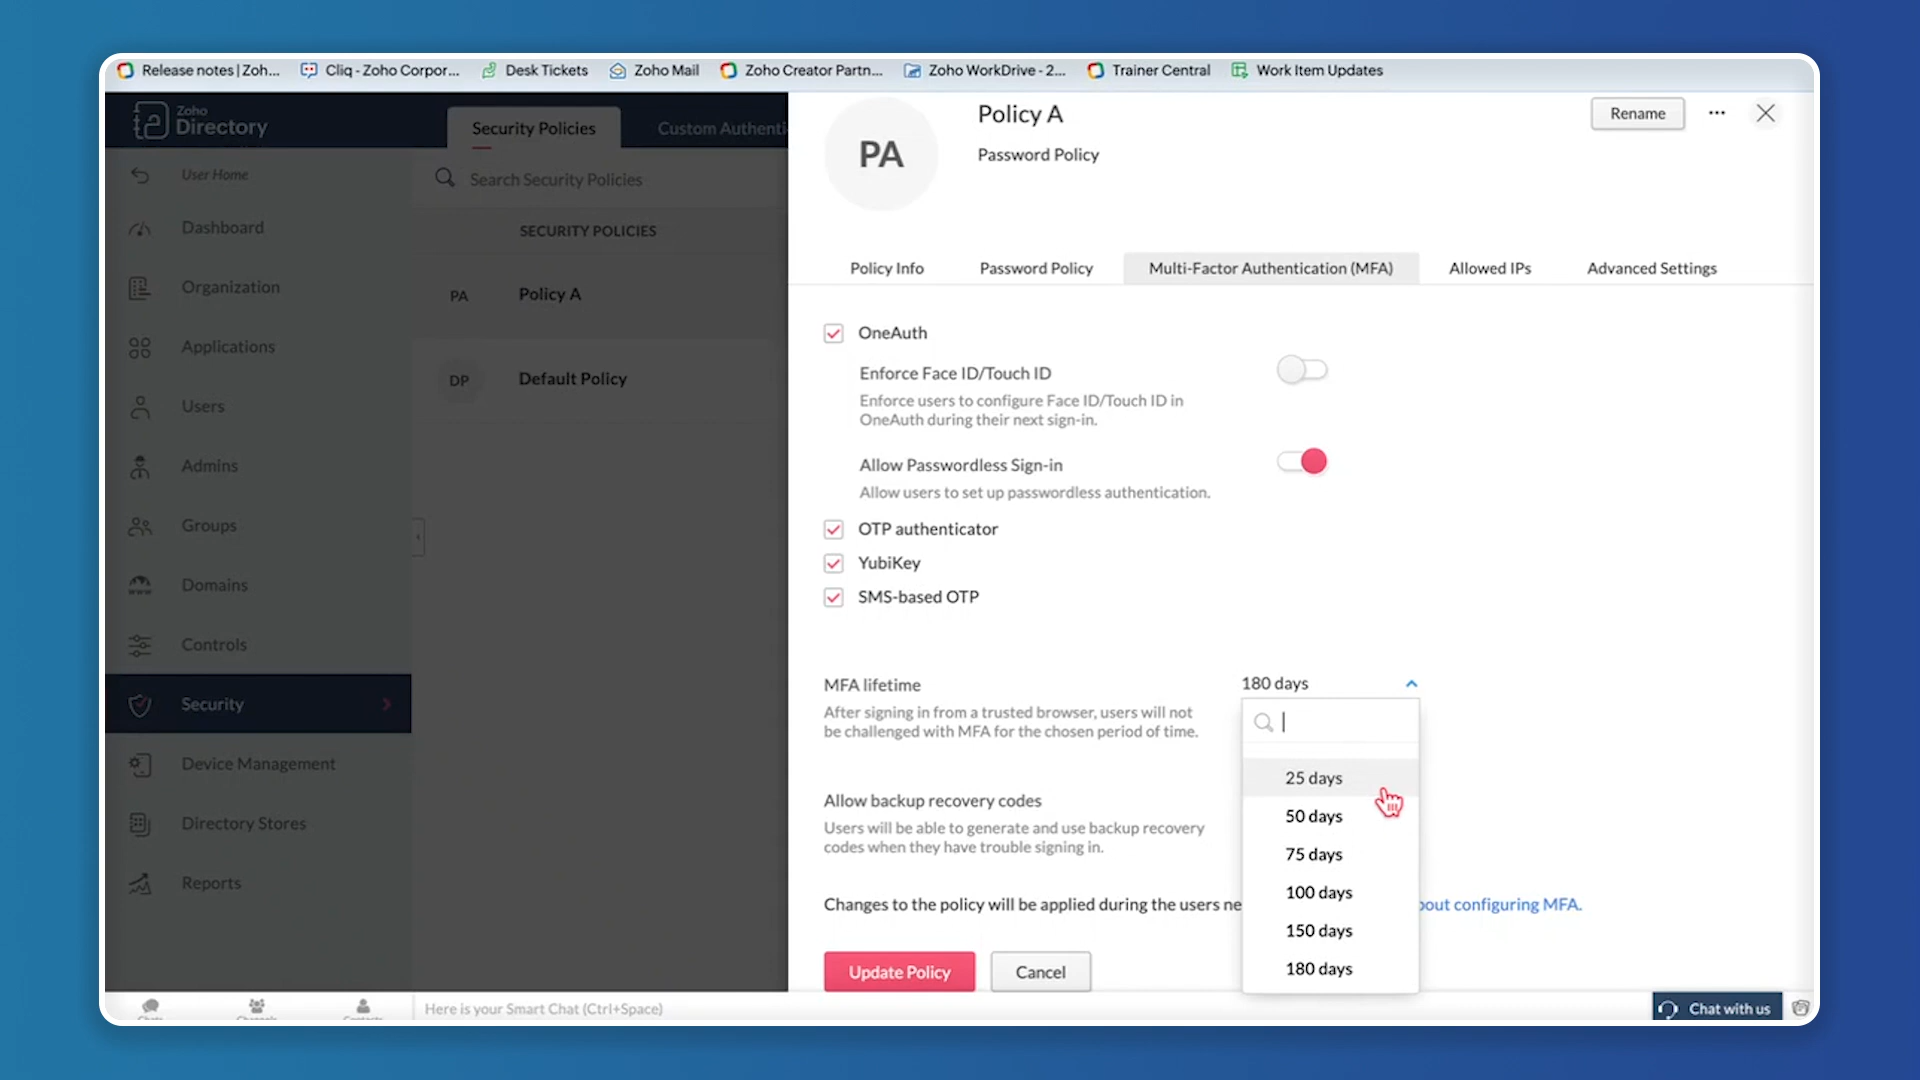 Release notes | Zoh...
Cliq - Zoho Corpor...
Desk Tickets
Zoho Mail
Zoho Creator Partn...
Zoho WorkDrive - 2...
Trainer Central
Work Item Updates
Zoho
Directory
Security Policies
Custom Authenti
User Home
Dashboard
Organization
Applications
Users
Admins
Groups
Domains
Controls
Security
Device Management
Directory Stores
Reports
Search Security Policies
SECURITY POLICIES
PA
Policy A
DP
Default Policy
PA
Policy A
Password Policy
Rename
Policy Info
Password Policy
Multi-Factor Authentication (MFA)
Allowed IPs
Advanced Settings
OneAuth
Enforce Face ID/Touch ID
Enforce users to configure Face ID/Touch ID in
OneAuth during their next sign-in.
Allow Passwordless Sign-in
Allow users to set up passwordless authentication.
OTP authenticator
YubiKey
SMS-based OTP
MFA lifetime
After signing in from a trusted browser, users will not
be challenged with MFA for the chosen period of time.
180 days
25 days
50 days
75 days
100 days
150 days
180 days
Allow backup recovery codes
Users will be able to generate and use backup recovery
codes when they have trouble signing in.
Changes to the policy will be applied during the users ne
out configuring MFA.
Update Policy
Cancel
Here is your Smart Chat (Ctrl+Space)
Chat with us